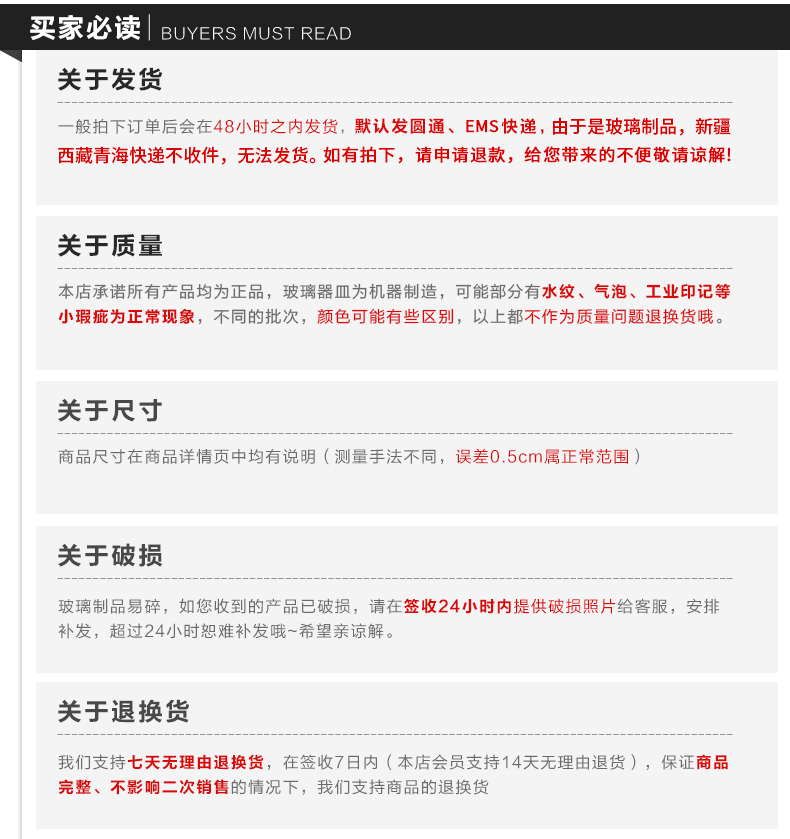 买家必读 BUYERS MUST READ
关于发货
一般拍下订单后会在48小时之内发货,默认发圆通、EMS快递,由于是玻璃制品，新疆
西藏青海快递不收件，无法发货。如有拍下，请申请退款，给您带来的不便敬请谅解!
关于质量
本店承诺所有产品均为正品，玻璃器皿为机器制造，可能部分有水纹、气泡、工业印记等
小瑕疵为正常现象，不同的批次，颜色可能有些区别，以上都不作为质量问题退换货哦。
关于尺寸
商品尺寸在商品详情页中均有说明（测量手法不同，误差0.5cm属正常范围）
关于破损
玻璃制品易碎，如您收到的产品已破损，请在签收24小时内提供破损照片给客服，安排
补发，超过24小时恕难补发哦~希望亲谅解。
关于退换货
我们支持七天无理由退换货，在签收7日内（本店会员支持14天无理由退货），保证商品
完整、不影响二次销售的情况下，我们支持商品的退换货